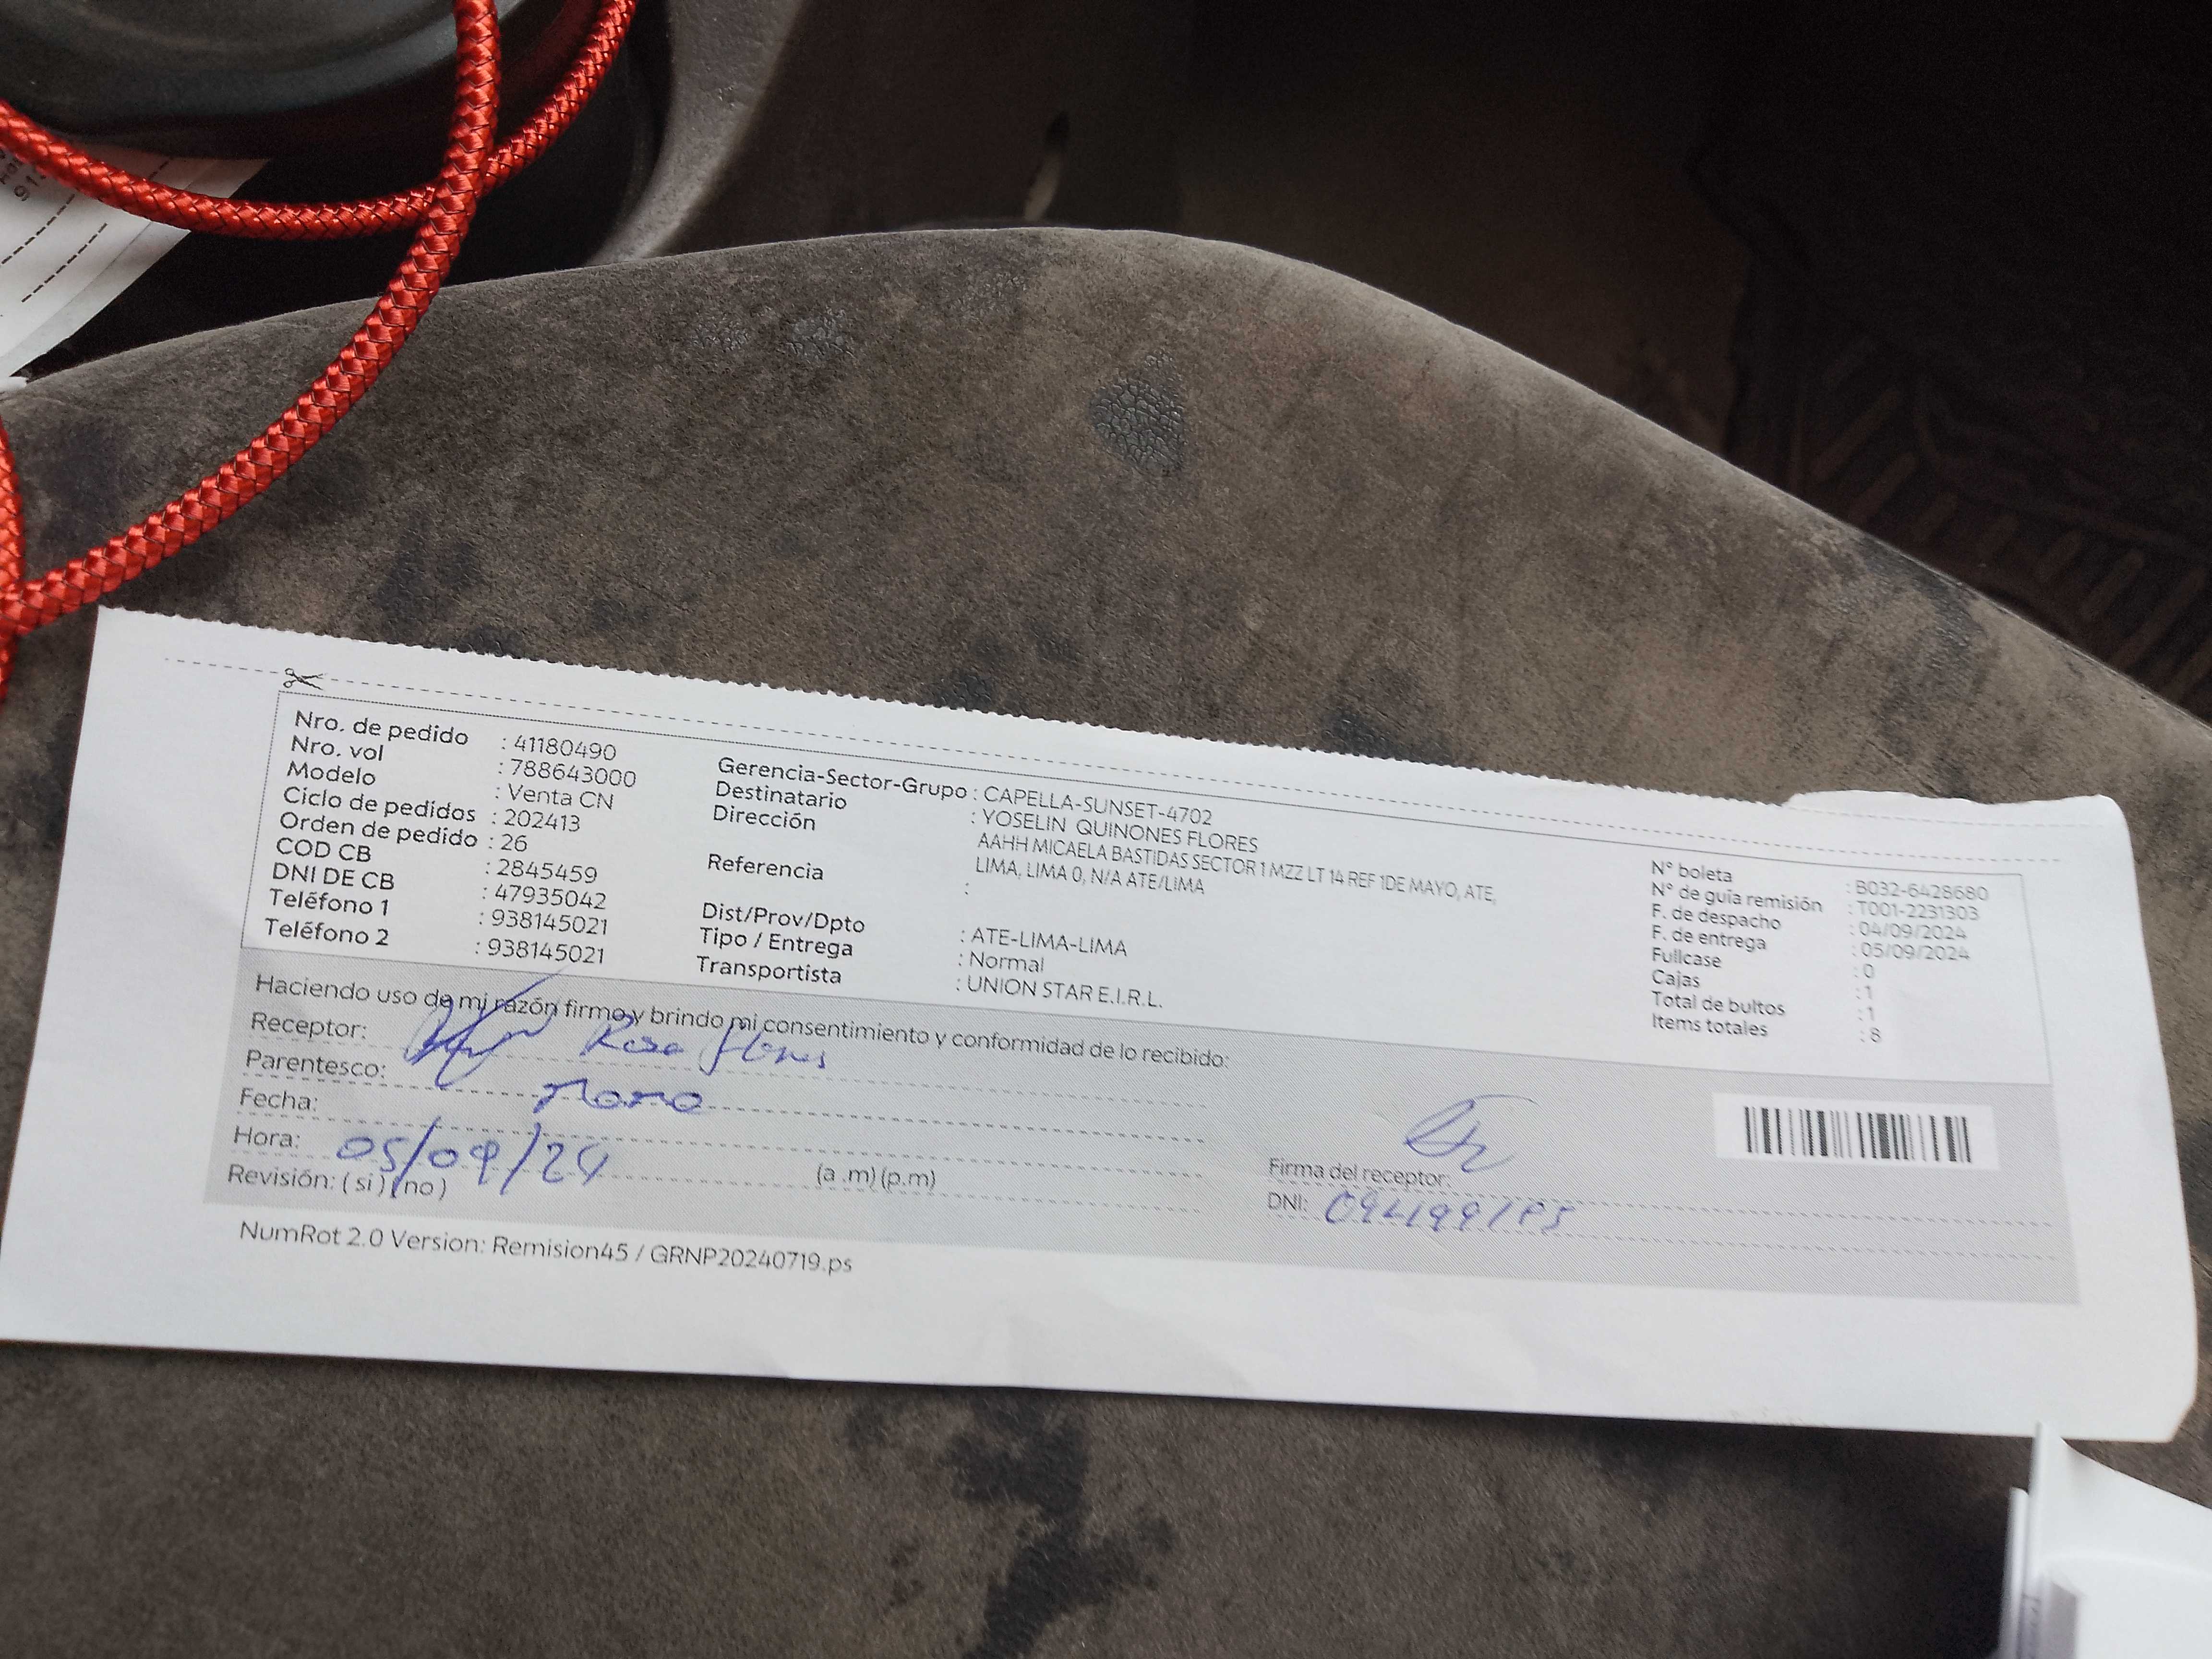 Nro. de pedido : 41180490
Nro. vol : 788643000
Modelo : Venta CN
Ciclo de pedidos : 202413
Orden de pedido : 26
COD CB : 2845459
DNI DE CB : 47935042
Teléfono 1 : 938145021
Teléfono 2 : 938145021
Gerencia-Sector-Grupo : CAPELLA-SUNSET-4702
Destinatario : YOSELIN QUINONES FLORES
Dirección AAHH MICAELA BASTIDAS SECTOR 1 MZZ LT 14 REF 1DE MAYO, ATE,
LIMA, LIMA 0, N/A ATE/LIMA
Referencia :
Dist/Prov/Dpto : ATE-LIMA-LIMA
Tipo / Entrega : Normal
Transportista : UNION STAR E.I.R.L.
N° boleta : B032-6428680
N° de guía remisión : T001-2231303
F. de despacho : 04/09/2024
F. de entrega : 05/09/2024
Fullcase : 0
Cajas : 1
Total de bultos : 1
Items totales : 8
Haciendo uso de mi razón firmo y brindo mi consentimiento y conformidad de lo recibido:
Receptor: Rosa flores
Parentesco:
Fecha:
Hora: 05/09/24 (a .m) (p.m)
Revisión: ( si ) ( no )
Firma del receptor:
DNI:
NumRot 2.0 Version: Remision45 / GRNP20240719.ps